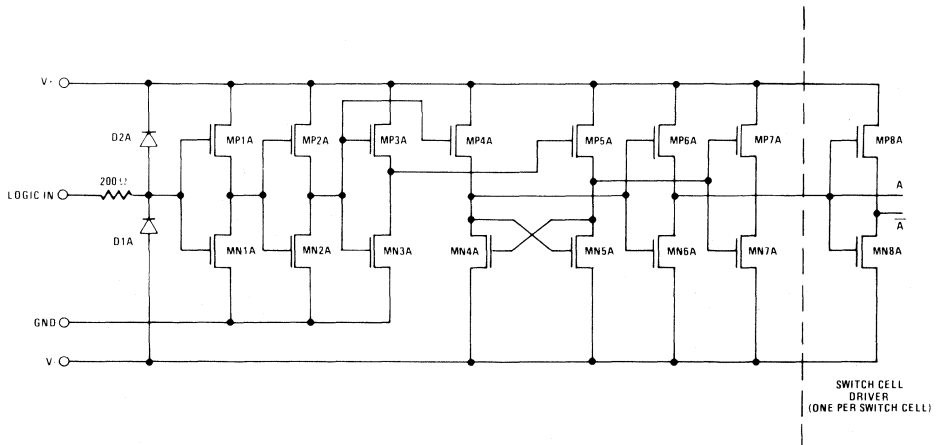 V+
D2A
MP1A
MP2A
MP3A
MP4A
MP5A
MP6A
MP7A
MP8A
200 Ω
LOGIC IN
A
A̅
D1A
MN1A
MN2A
MN3A
MN4A
MN5A
MN6A
MN7A
MN8A
GND
V-
SWITCH CELL
DRIVER
(ONE PER SWITCH CELL)